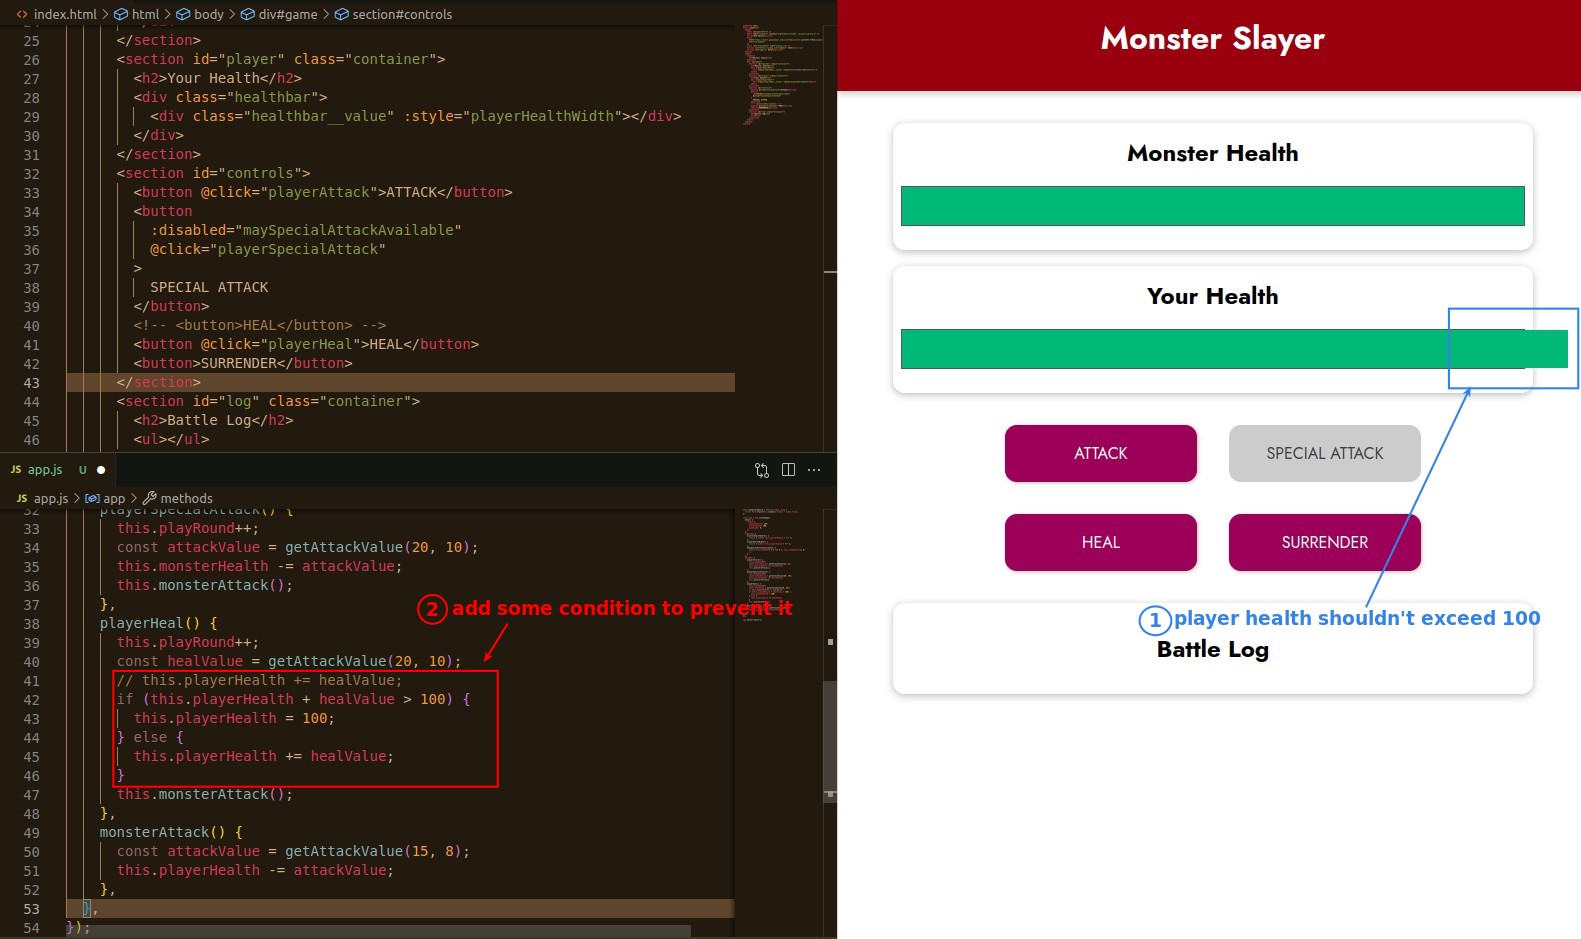 index.html > html > body > div#game > section#controls
25 </section>
26 <section id="player" class="container">
27 <h2>Your Health</h2>
28 <div class="healthbar">
29 <div class="healthbar__value" :style="playerHealthWidth"></div>
30 </div>
31 </section>
32 <section id="controls">
33 <button @click="playerAttack">ATTACK</button>
34 <button
35 :disabled="maySpecialAttackAvailable"
36 @click="playerSpecialAttack"
37 >
38 SPECIAL ATTACK
39 </button>
40 <!-- <button>HEAL</button> -->
41 <button @click="playerHeal">HEAL</button>
42 <button>SURRENDER</button>
43 </section>
44 <section id="log" class="container">
45 <h2>Battle Log</h2>
46 <ul></ul>
JS app.js U
JS app.js > app > methods
32 playerSpecialAttack() {
33 this.playRound++;
34 const attackValue = getAttackValue(20, 10);
35 this.monsterHealth -= attackValue;
36 this.monsterAttack();
37 },
2 add some condition to prevent it
38 playerHeal() {
39 this.playRound++;
40 const healValue = getAttackValue(20, 10);
41 // this.playerHealth += healValue;
42 if (this.playerHealth + healValue > 100) {
43 this.playerHealth = 100;
44 } else {
45 this.playerHealth += healValue;
46 }
47 this.monsterAttack();
48 },
49 monsterAttack() {
50 const attackValue = getAttackValue(15, 8);
51 this.playerHealth -= attackValue;
52 },
53 },
54 });
Monster Slayer
Monster Health
Your Health
ATTACK
SPECIAL ATTACK
HEAL
SURRENDER
1 player health shouldn't exceed 100
Battle Log